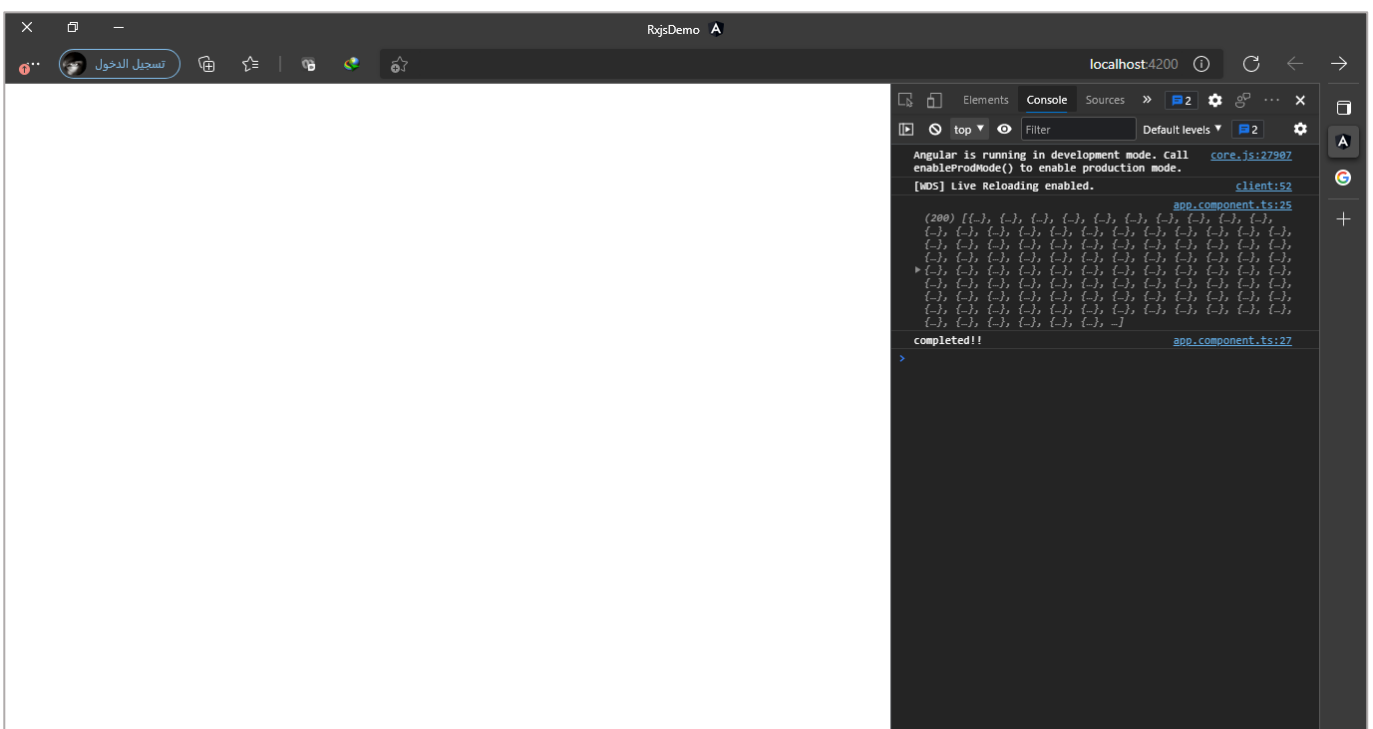 RxjsDemo
تسجيل الدخول
localhost:4200
Elements Console Sources » 2
top Filter Default levels 2
Angular is running in development mode. Call core.js:27907
enableProdMode() to enable production mode.
[WDS] Live Reloading enabled. client:52
app.component.ts:25
(200) [{…}, {…}, {…}, {…}, {…}, {…}, {…}, {…}, {…}, {…}, {…},
{…}, {…}, {…}, {…}, {…}, {…}, {…}, {…}, {…}, {…}, {…}, {…},
{…}, {…}, {…}, {…}, {…}, {…}, {…}, {…}, {…}, {…}, {…}, {…},
{…}, {…}, {…}, {…}, {…}, {…}, {…}, {…}, {…}, {…}, {…}, {…},
{…}, {…}, {…}, {…}, {…}, {…}, {…}, {…}, {…}, {…}, {…}, {…},
{…}, {…}, {…}, {…}, {…}, {…}, {…}, {…}, {…}, {…}, {…}, {…},
{…}, {…}, {…}, {…}, {…}, {…}, {…}, {…}, {…}, {…}, {…}, {…},
{…}, {…}, {…}, {…}, {…}, {…}, {…}, {…}, {…}, {…}, {…}, {…},
{…}, {…}, {…}, {…}, {…}, {…}, …]
completed!! app.component.ts:27
>